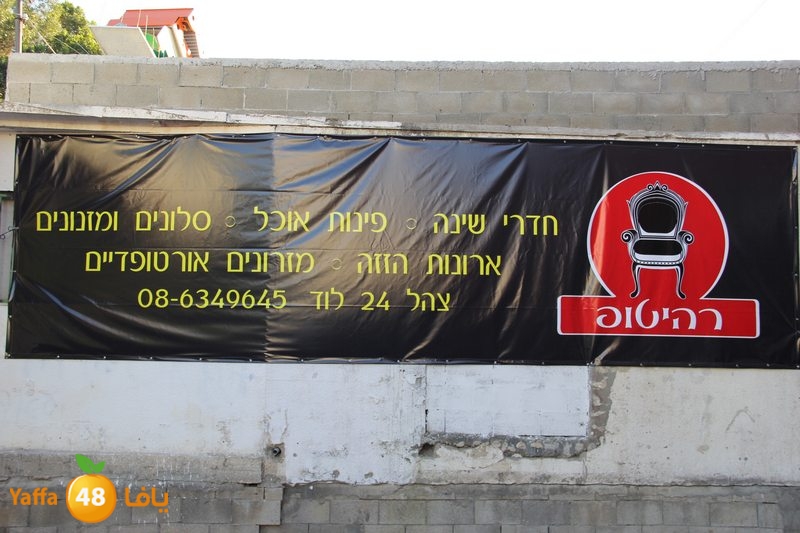 חדרי שינה ○ פינות אוכל ○ סלונים ומזנונים
ארונות הזזה ○ מזרונים אורטופדיים
צהל 24 לוד 08-6349645
רהיטופ
Yaffa 48 يافا